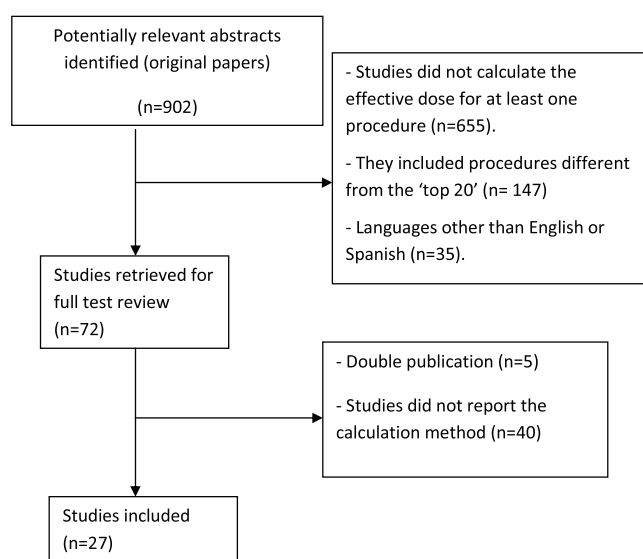 Potentially relevant abstracts
identified (original papers)
(n=902)
- Studies did not calculate the
effective dose for at least one
procedure (n=655).
- They included procedures different
from the ‘top 20’ (n= 147)
- Languages other than English or
Spanish (n=35).
Studies retrieved for
full test review
(n=72)
- Double publication (n=5)
- Studies did not report the
calculation method (n=40)
Studies included
(n=27)